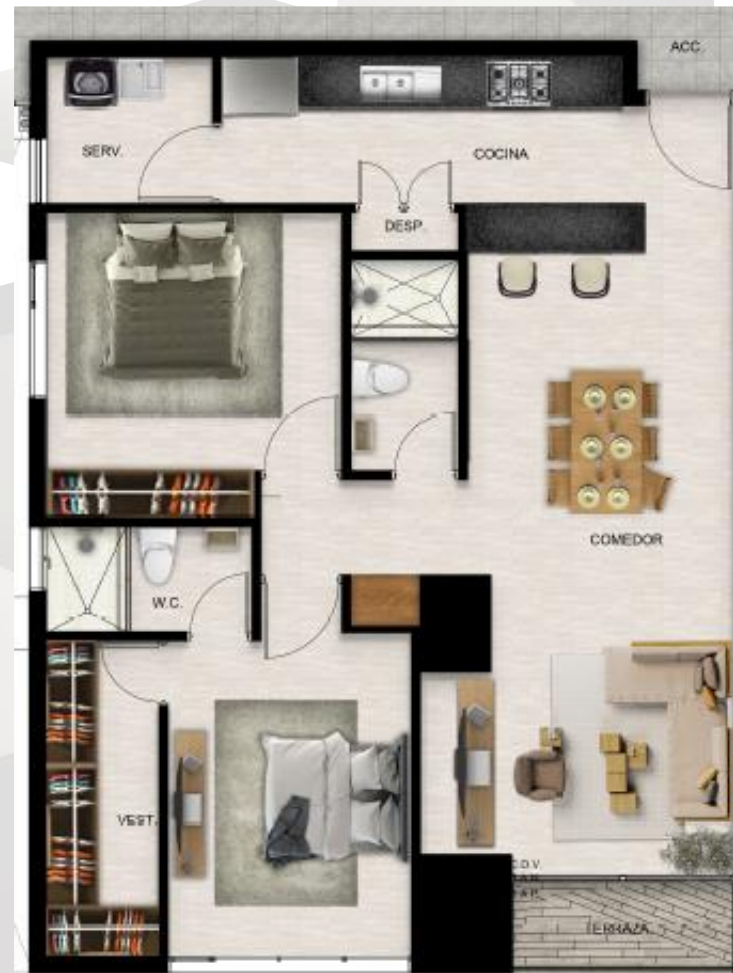 ACC.
SERV.
COCINA
DESP.
COMEDOR
W.C.
VEST.
C.D.V.
TERRAZA